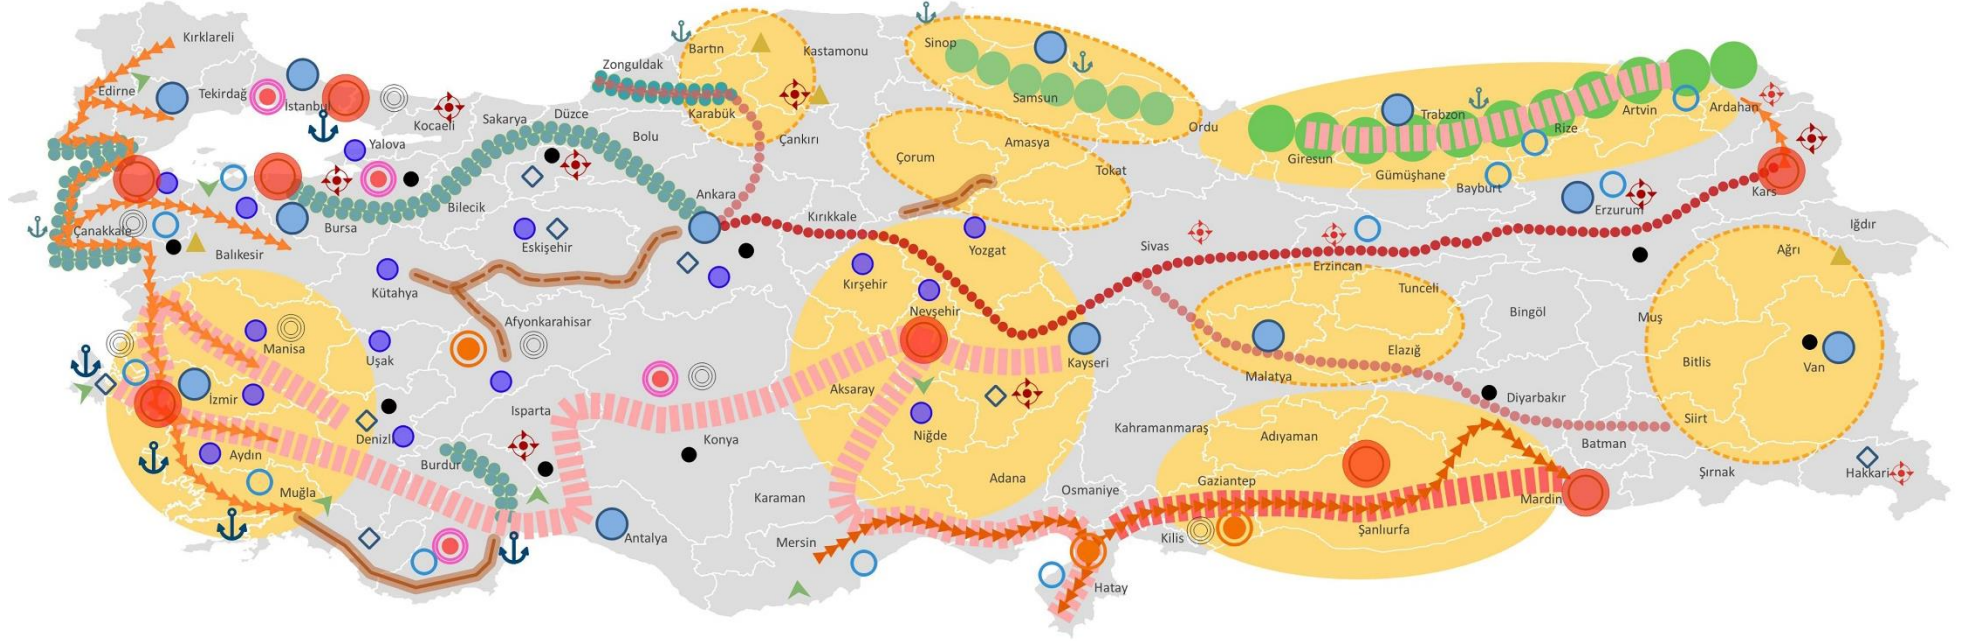 Kırklareli
Edirne
Tekirdağ
Istanbul
Kocaeli
Yalova
Sakarya
Düzce
Bolu
Zonguldak
Bartın
Karabük
Kastamonu
Çankırı
Sinop
Samsun
Ordu
Çorum
Amasya
Tokat
Giresun
Trabzon
Gümüşhane
Rize
Bayburt
Artvin
Ardahan
Kars
Erzurum
Iğdır
Ağrı
Çanakkale
Balıkesir
Bursa
Bilecik
Eskişehir
Kütahya
Ankara
Kırıkkale
Yozgat
Kırşehir
Nevşehir
Sivas
Erzincan
Tunceli
Bingöl
Muş
Bitlis
Van
Manisa
Uşak
Afyonkarahisar
İzmir
Aydın
Denizli
Muğla
Burdur
Isparta
Antalya
Konya
Aksaray
Karaman
Niğde
Kayseri
Adana
Mersin
Osmaniye
Hatay
Kahramanmaraş
Malatya
Elazığ
Adıyaman
Gaziantep
Kilis
Şanlıurfa
Diyarbakır
Mardin
Batman
Siirt
Şırnak
Hakkari